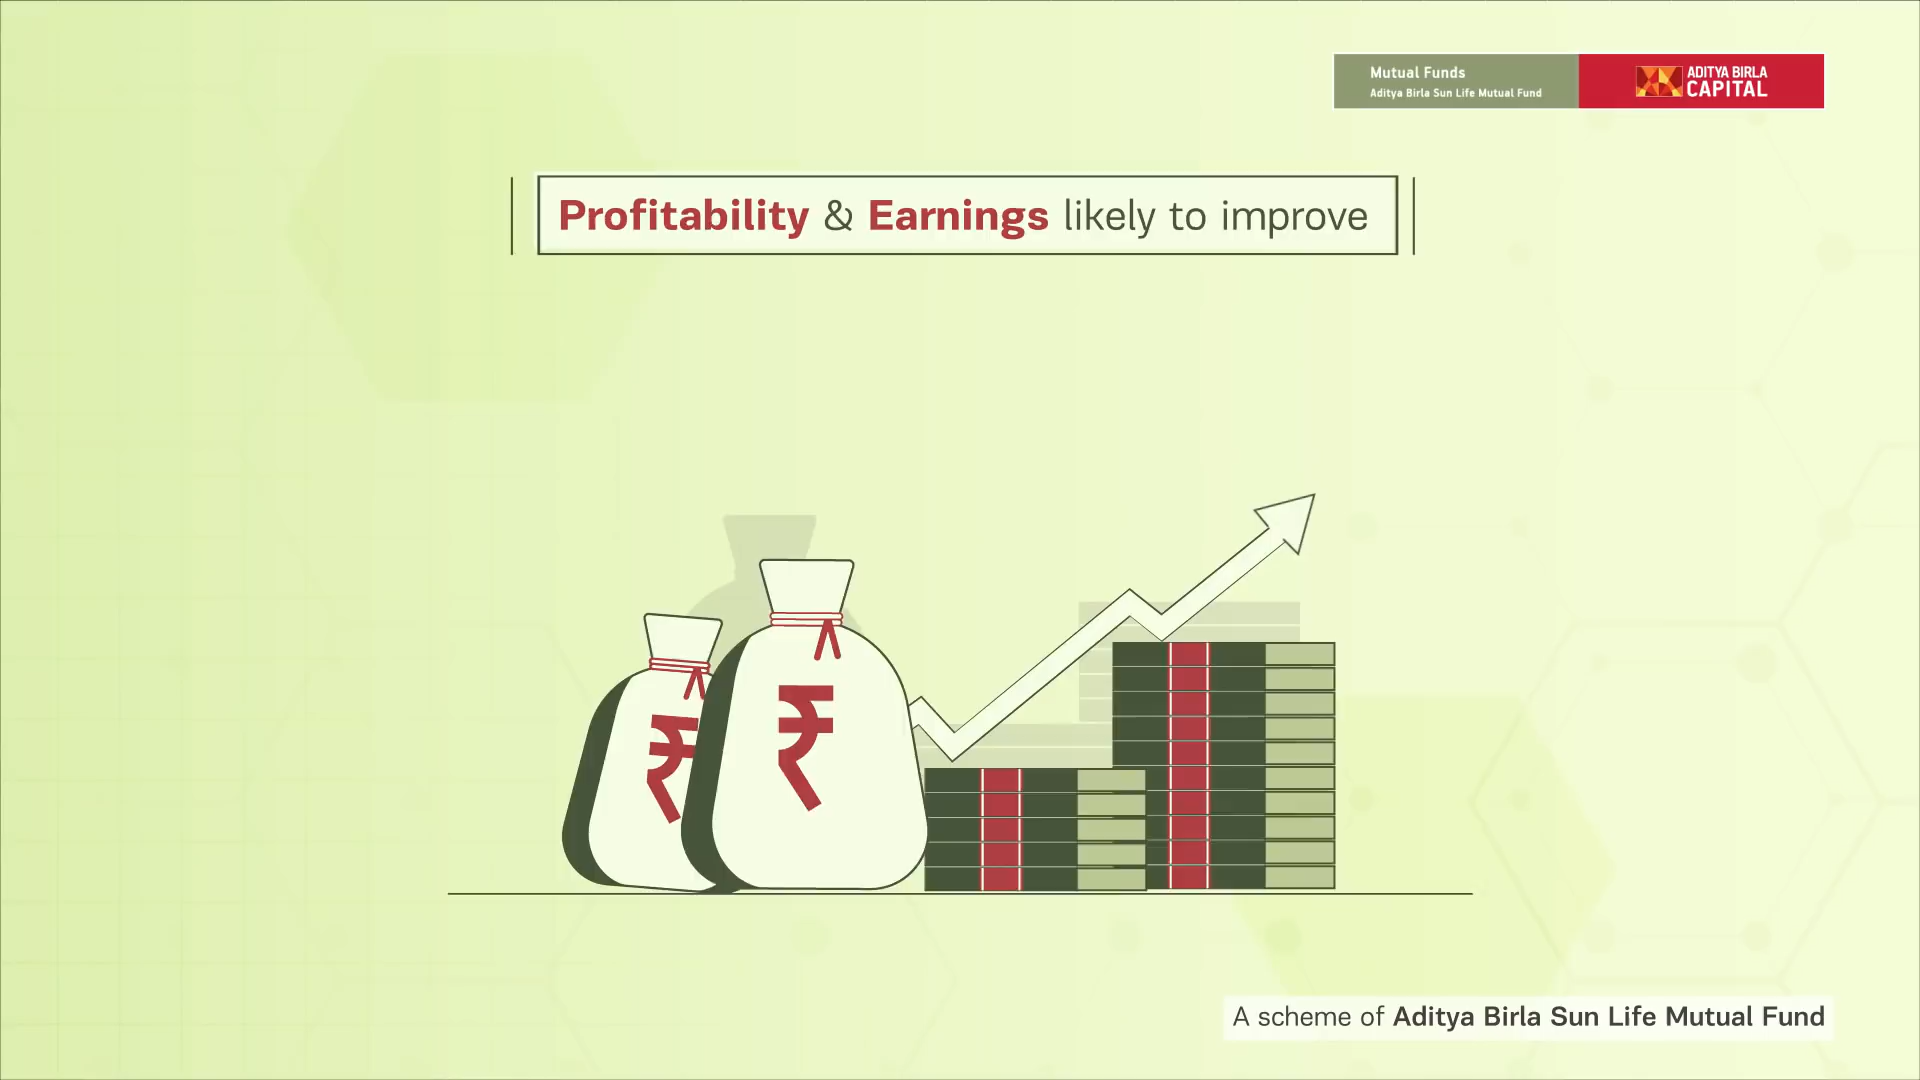 Mutual Funds
Aditya Birla Sun Life Mutual Fund
ADITYA BIRLA
CAPITAL
Profitability & Earnings likely to improve
₹
₹
A scheme of Aditya Birla Sun Life Mutual Fund